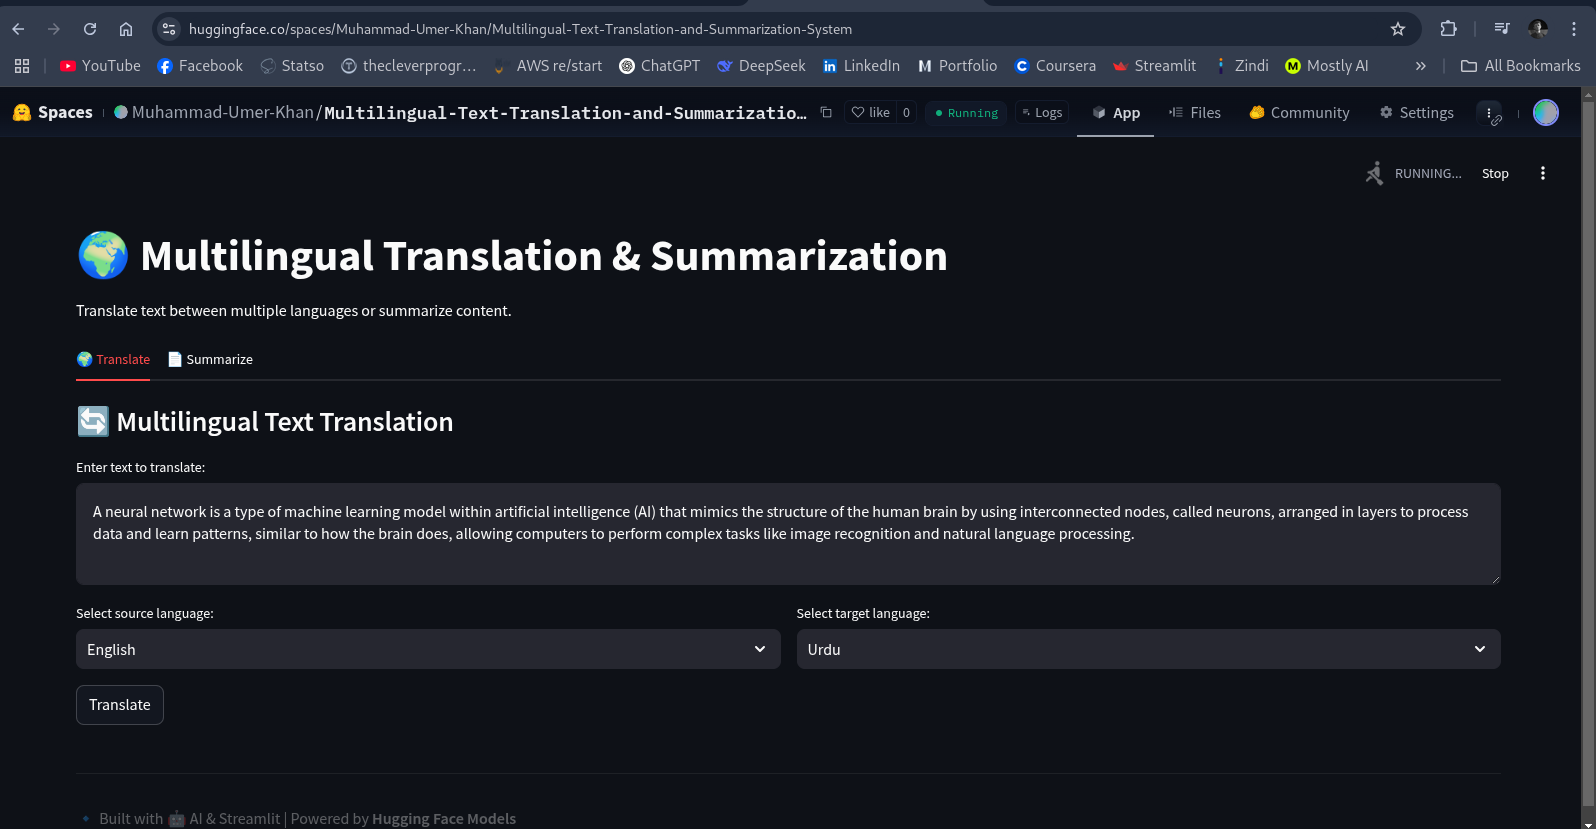 huggingface.co/spaces/Muhammad-Umer-Khan/Multilingual-Text-Translation-and-Summarization-System
YouTube Facebook Statso thecleverprogr... AWS re/start ChatGPT DeepSeek LinkedIn Portfolio Coursera Streamlit Zindi Mostly AI » All Bookmarks
Spaces Muhammad-Umer-Khan/Multilingual-Text-Translation-and-Summarizatio... like 0 Running Logs App Files Community Settings
RUNNING... Stop
Multilingual Translation & Summarization
Translate text between multiple languages or summarize content.
Translate Summarize
Multilingual Text Translation
Enter text to translate:
A neural network is a type of machine learning model within artificial intelligence (AI) that mimics the structure of the human brain by using interconnected nodes, called neurons, arranged in layers to process
data and learn patterns, similar to how the brain does, allowing computers to perform complex tasks like image recognition and natural language processing.
Select source language: Select target language:
English Urdu
Translate
Built with AI & Streamlit | Powered by Hugging Face Models